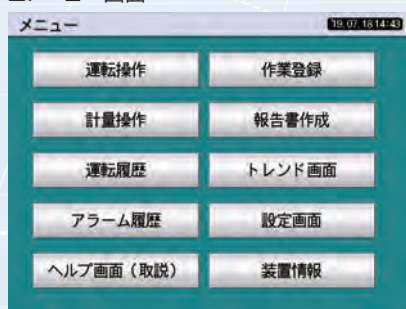 メニュー
'19.07.18 14:43
運転操作
作業登録
計量操作
報告書作成
運転履歴
トレンド画面
アラーム履歴
設定画面
ヘルプ画面（取説）
装置情報